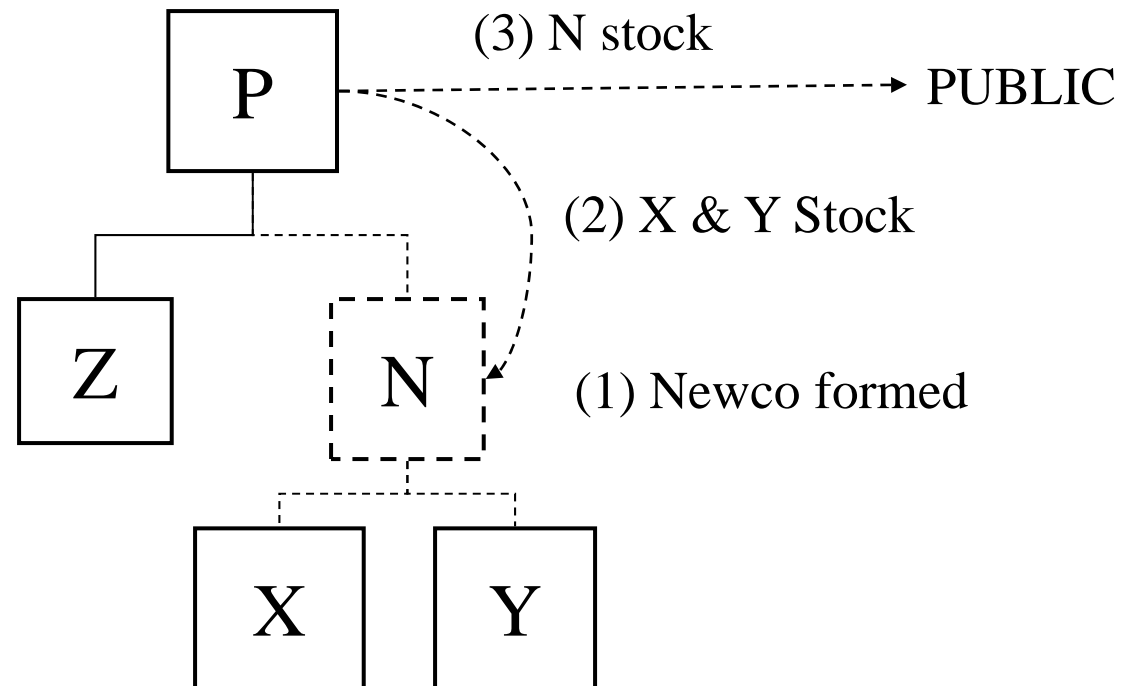 (3) N stock
P
PUBLIC
(2) X & Y Stock
Z
N
(1) Newco formed
X
Y